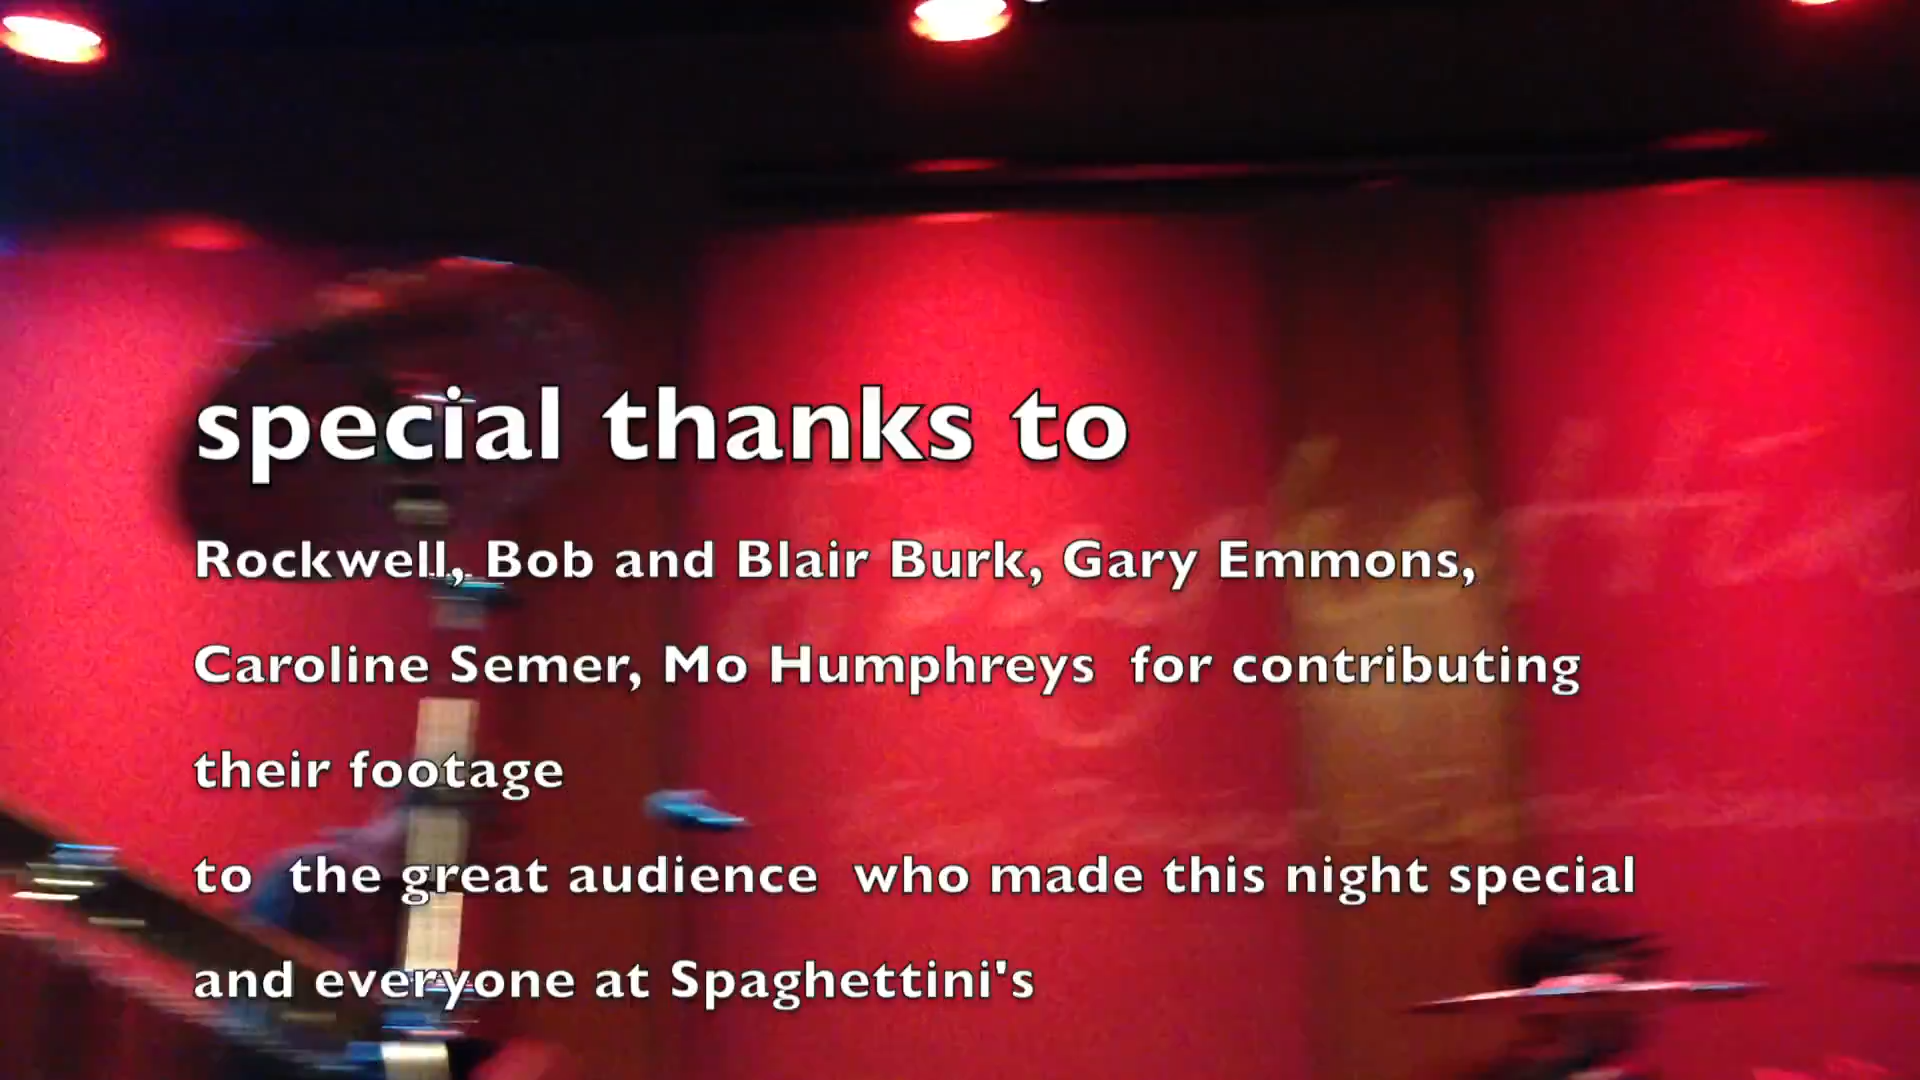 special thanks to
Rockwell, Bob and Blair Burk, Gary Emmons,
Caroline Semer, Mo Humphreys  for contributing
their footage
to  the great audience  who made this night special
and everyone at Spaghettini's